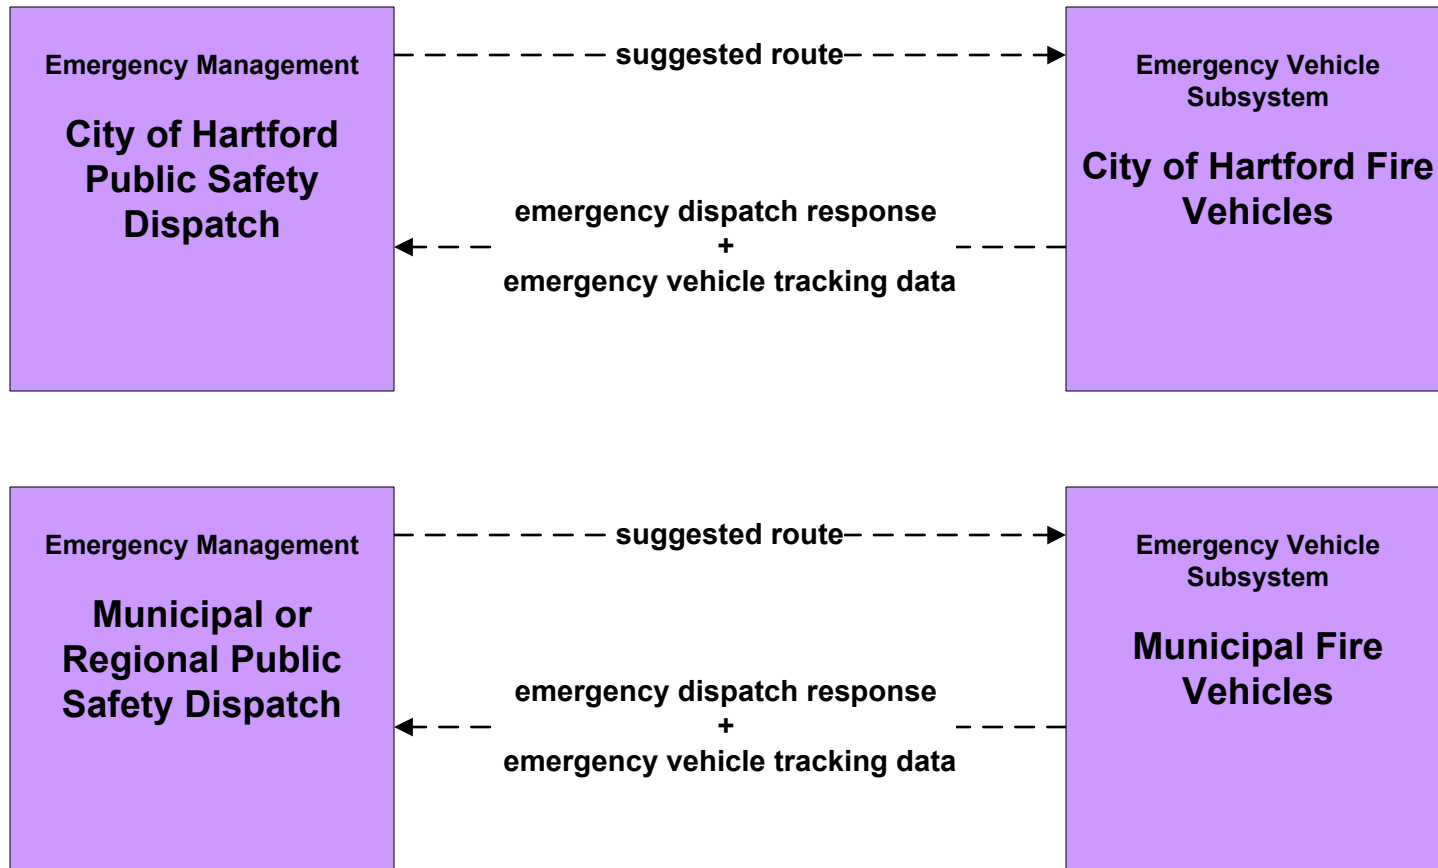 Emergency Management
City of Hartford
Public Safety
Dispatch
suggested route
emergency dispatch response
+
emergency vehicle tracking data
Emergency Vehicle
Subsystem
City of Hartford Fire
Vehicles
Emergency Management
Municipal or
Regional Public
Safety Dispatch
suggested route
emergency dispatch response
+
emergency vehicle tracking data
Emergency Vehicle
Subsystem
Municipal Fire
Vehicles